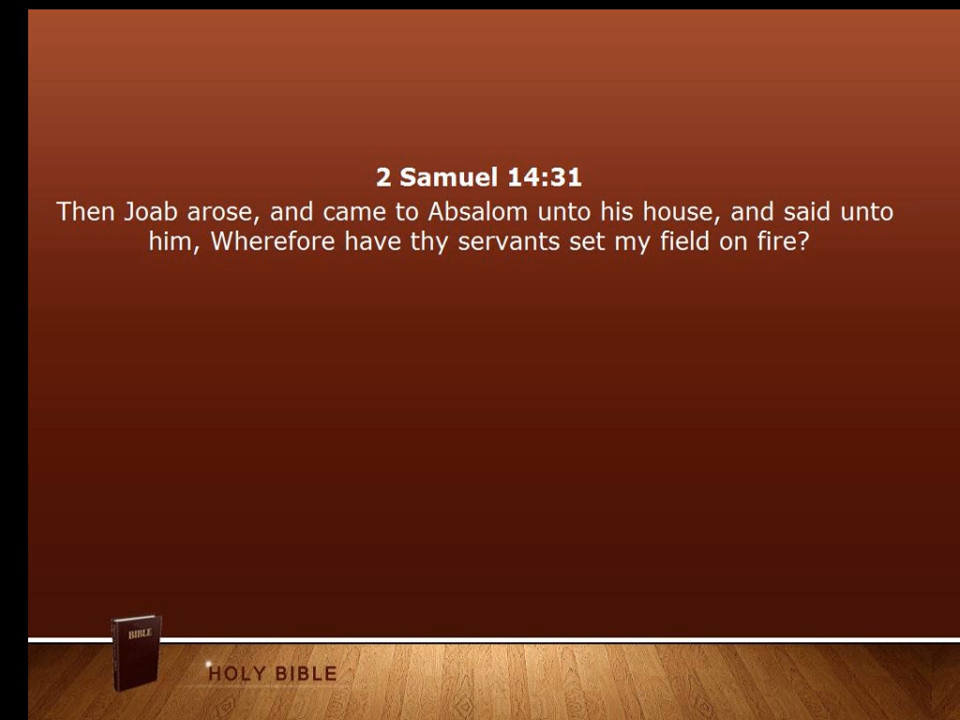 2 Samuel 14:31
Then Joab arose, and came to Absalom unto his house, and said unto
him, Wherefore have thy servants set my field on fire?
BIBLE
HOLY BIBLE